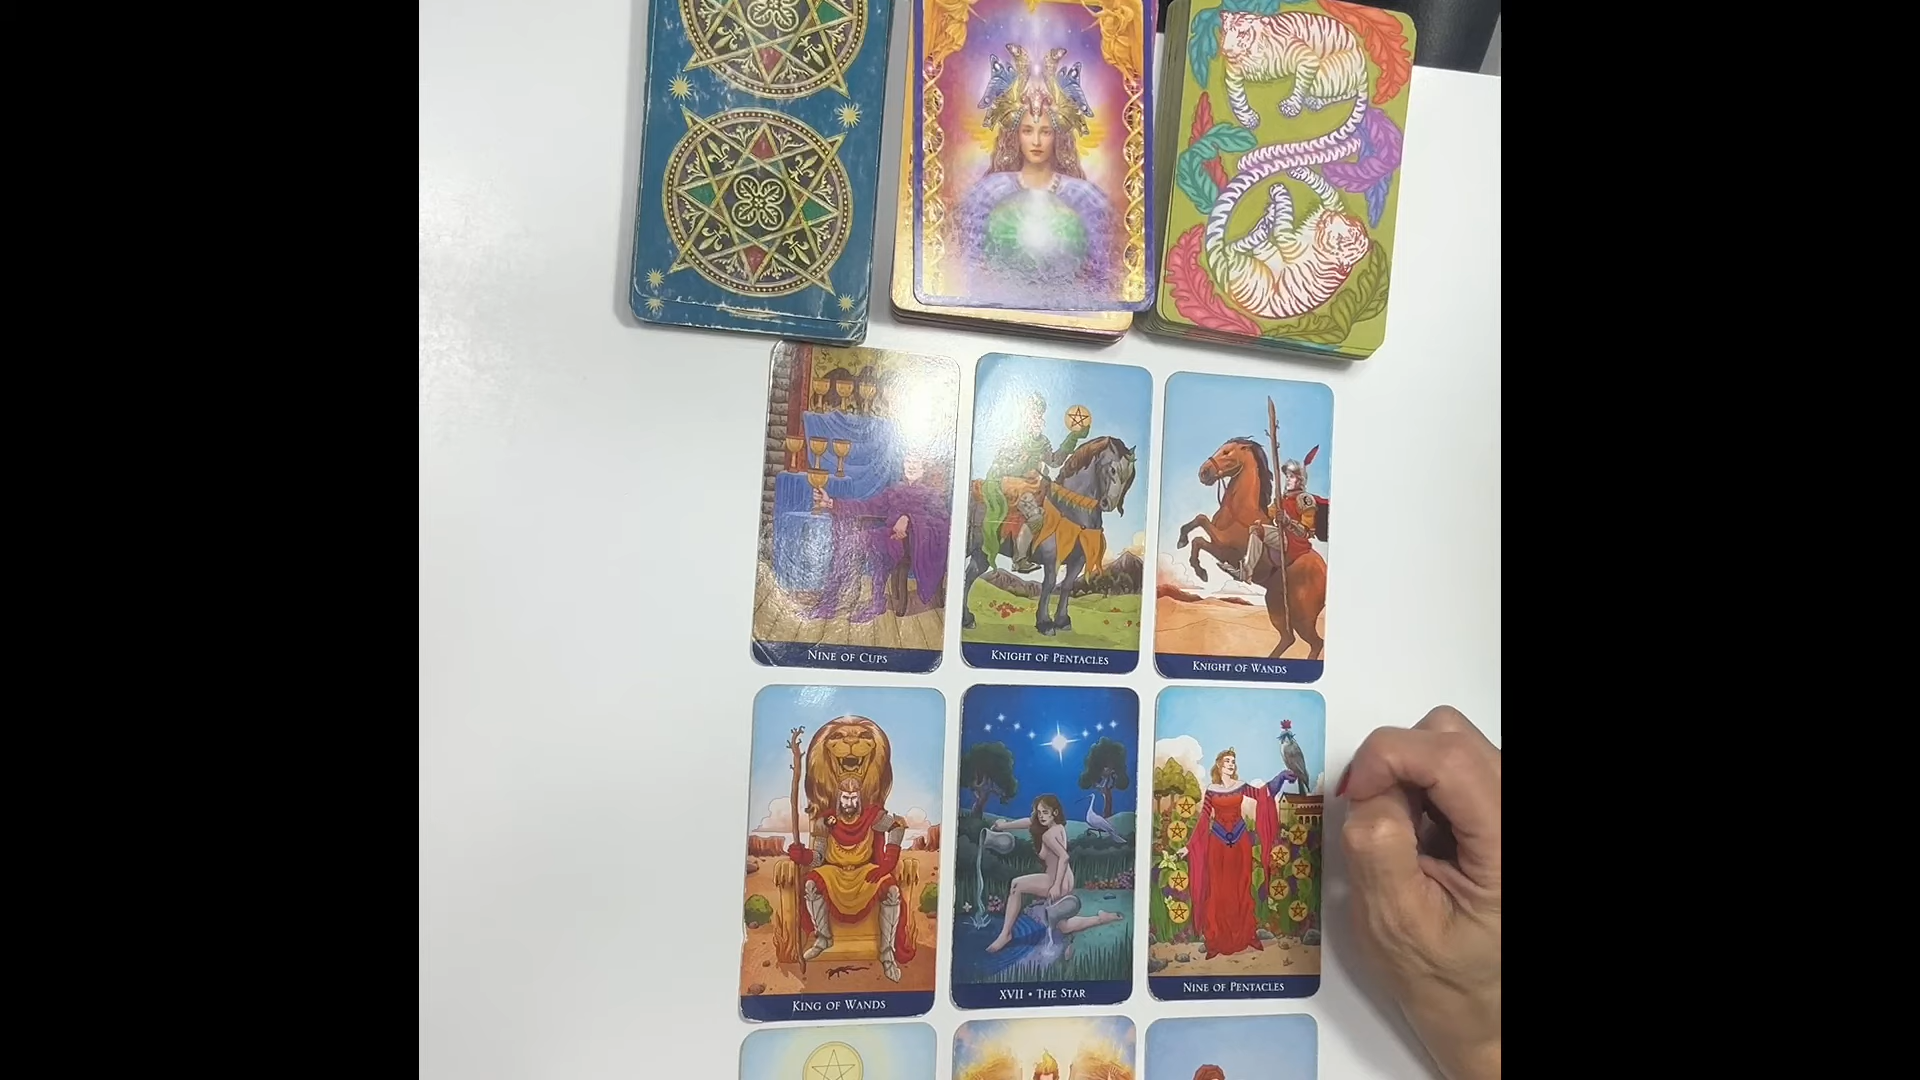 NINE OF CUPS
KNIGHT OF PENTACLES
KNIGHT OF WANDS
KING OF WANDS
XVII • THE STAR
NINE OF PENTACLES